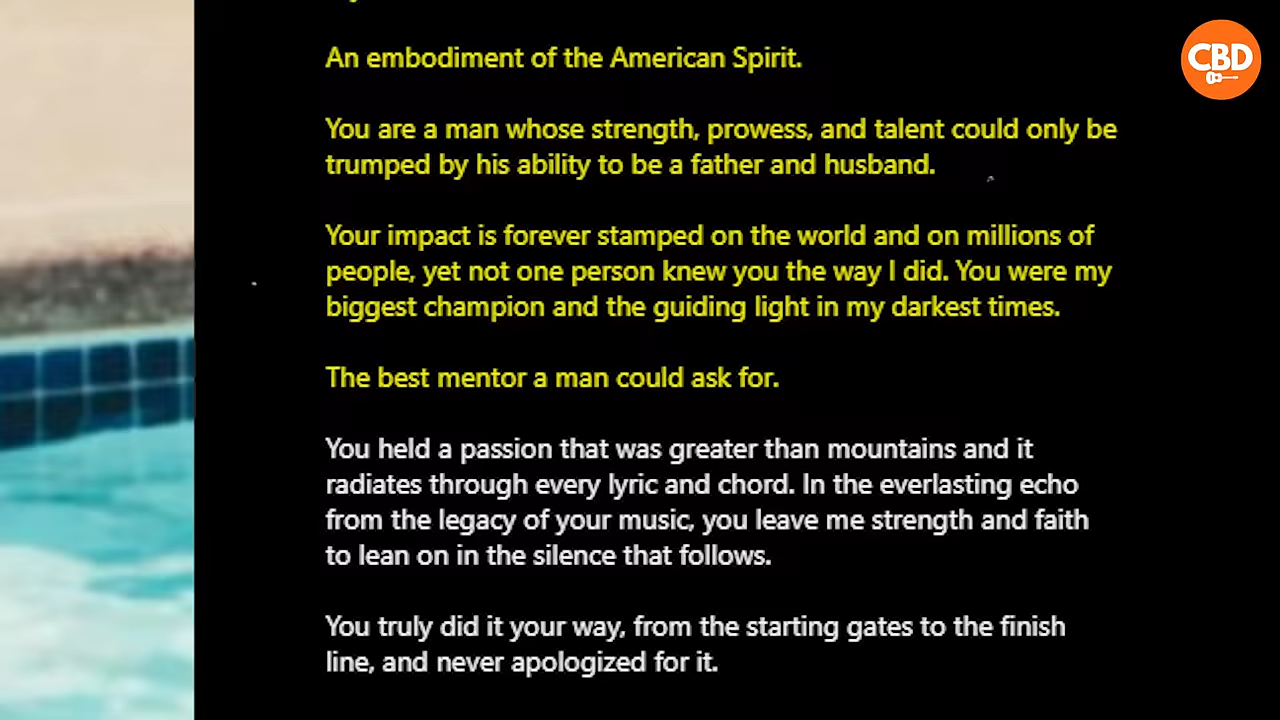 CBD
An embodiment of the American Spirit.
You are a man whose strength, prowess, and talent could only be
trumped by his ability to be a father and husband.
Your impact is forever stamped on the world and on millions of
people, yet not one person knew you the way I did. You were my
biggest champion and the guiding light in my darkest times.
The best mentor a man could ask for.
You held a passion that was greater than mountains and it
radiates through every lyric and chord. In the everlasting echo
from the legacy of your music, you leave me strength and faith
to lean on in the silence that follows.
You truly did it your way, from the starting gates to the finish
line, and never apologized for it.